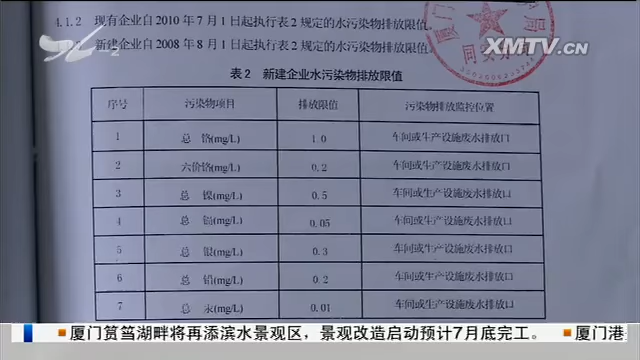 4.1.2 现有企业自2010年7月1日起执行表2规定的水污染物排放限值。
新建企业自2008年8月1日起执行表2规定的水污染物排放限值。
XMTV.CN
表2 新建企业水污染物排放限值
序号 污染物项目 排放限值 污染物排放监控位置
1 总 铬(mg/L) 1.0 车间或生产设施废水排放口
2 六价铬(mg/L) 0.2 车间或生产设施废水排放口
3 总 镍(mg/L) 0.5 车间或生产设施废水排放口
4 总 镉(mg/L) 0.05 车间或生产设施废水排放口
5 总 银(mg/L) 0.3 车间或生产设施废水排放口
6 总 铅(mg/L) 0.2 车间或生产设施废水排放口
7 总 汞(mg/L) 0.01 车间或生产设施废水排放口
厦门筼筜湖畔将再添滨水景观区，景观改造启动预计7月底完工。 厦门港